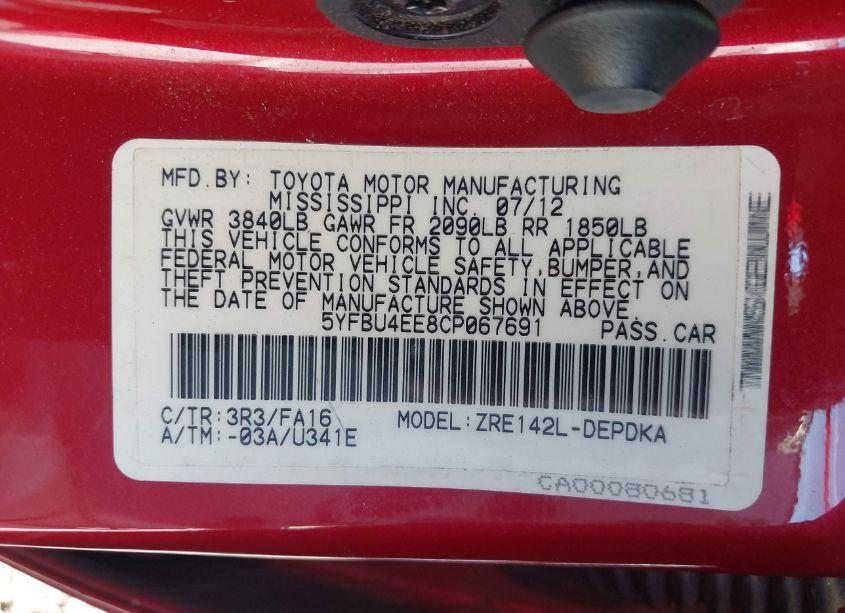 MFD.BY: TOYOTA MOTOR MANUFACTURING
MISSISSIPPI INC. 07/12
GVWR 3840LB GAWR FR 2090LB RR 1850LB
THIS VEHICLE CONFORMS TO ALL APPLICABLE
FEDERAL MOTOR VEHICLE SAFETY,BUMPER,AND
THEFT PREVENTION STANDARDS IN EFFECT ON
THE DATE OF MANUFACTURE SHOWN ABOVE.
5YFBU4EE8CP067691 PASS.CAR
C/TR:3R3/FA16 MODEL:ZRE142L-DEPDKA
A/TM:-03A/U341E
CA00080681